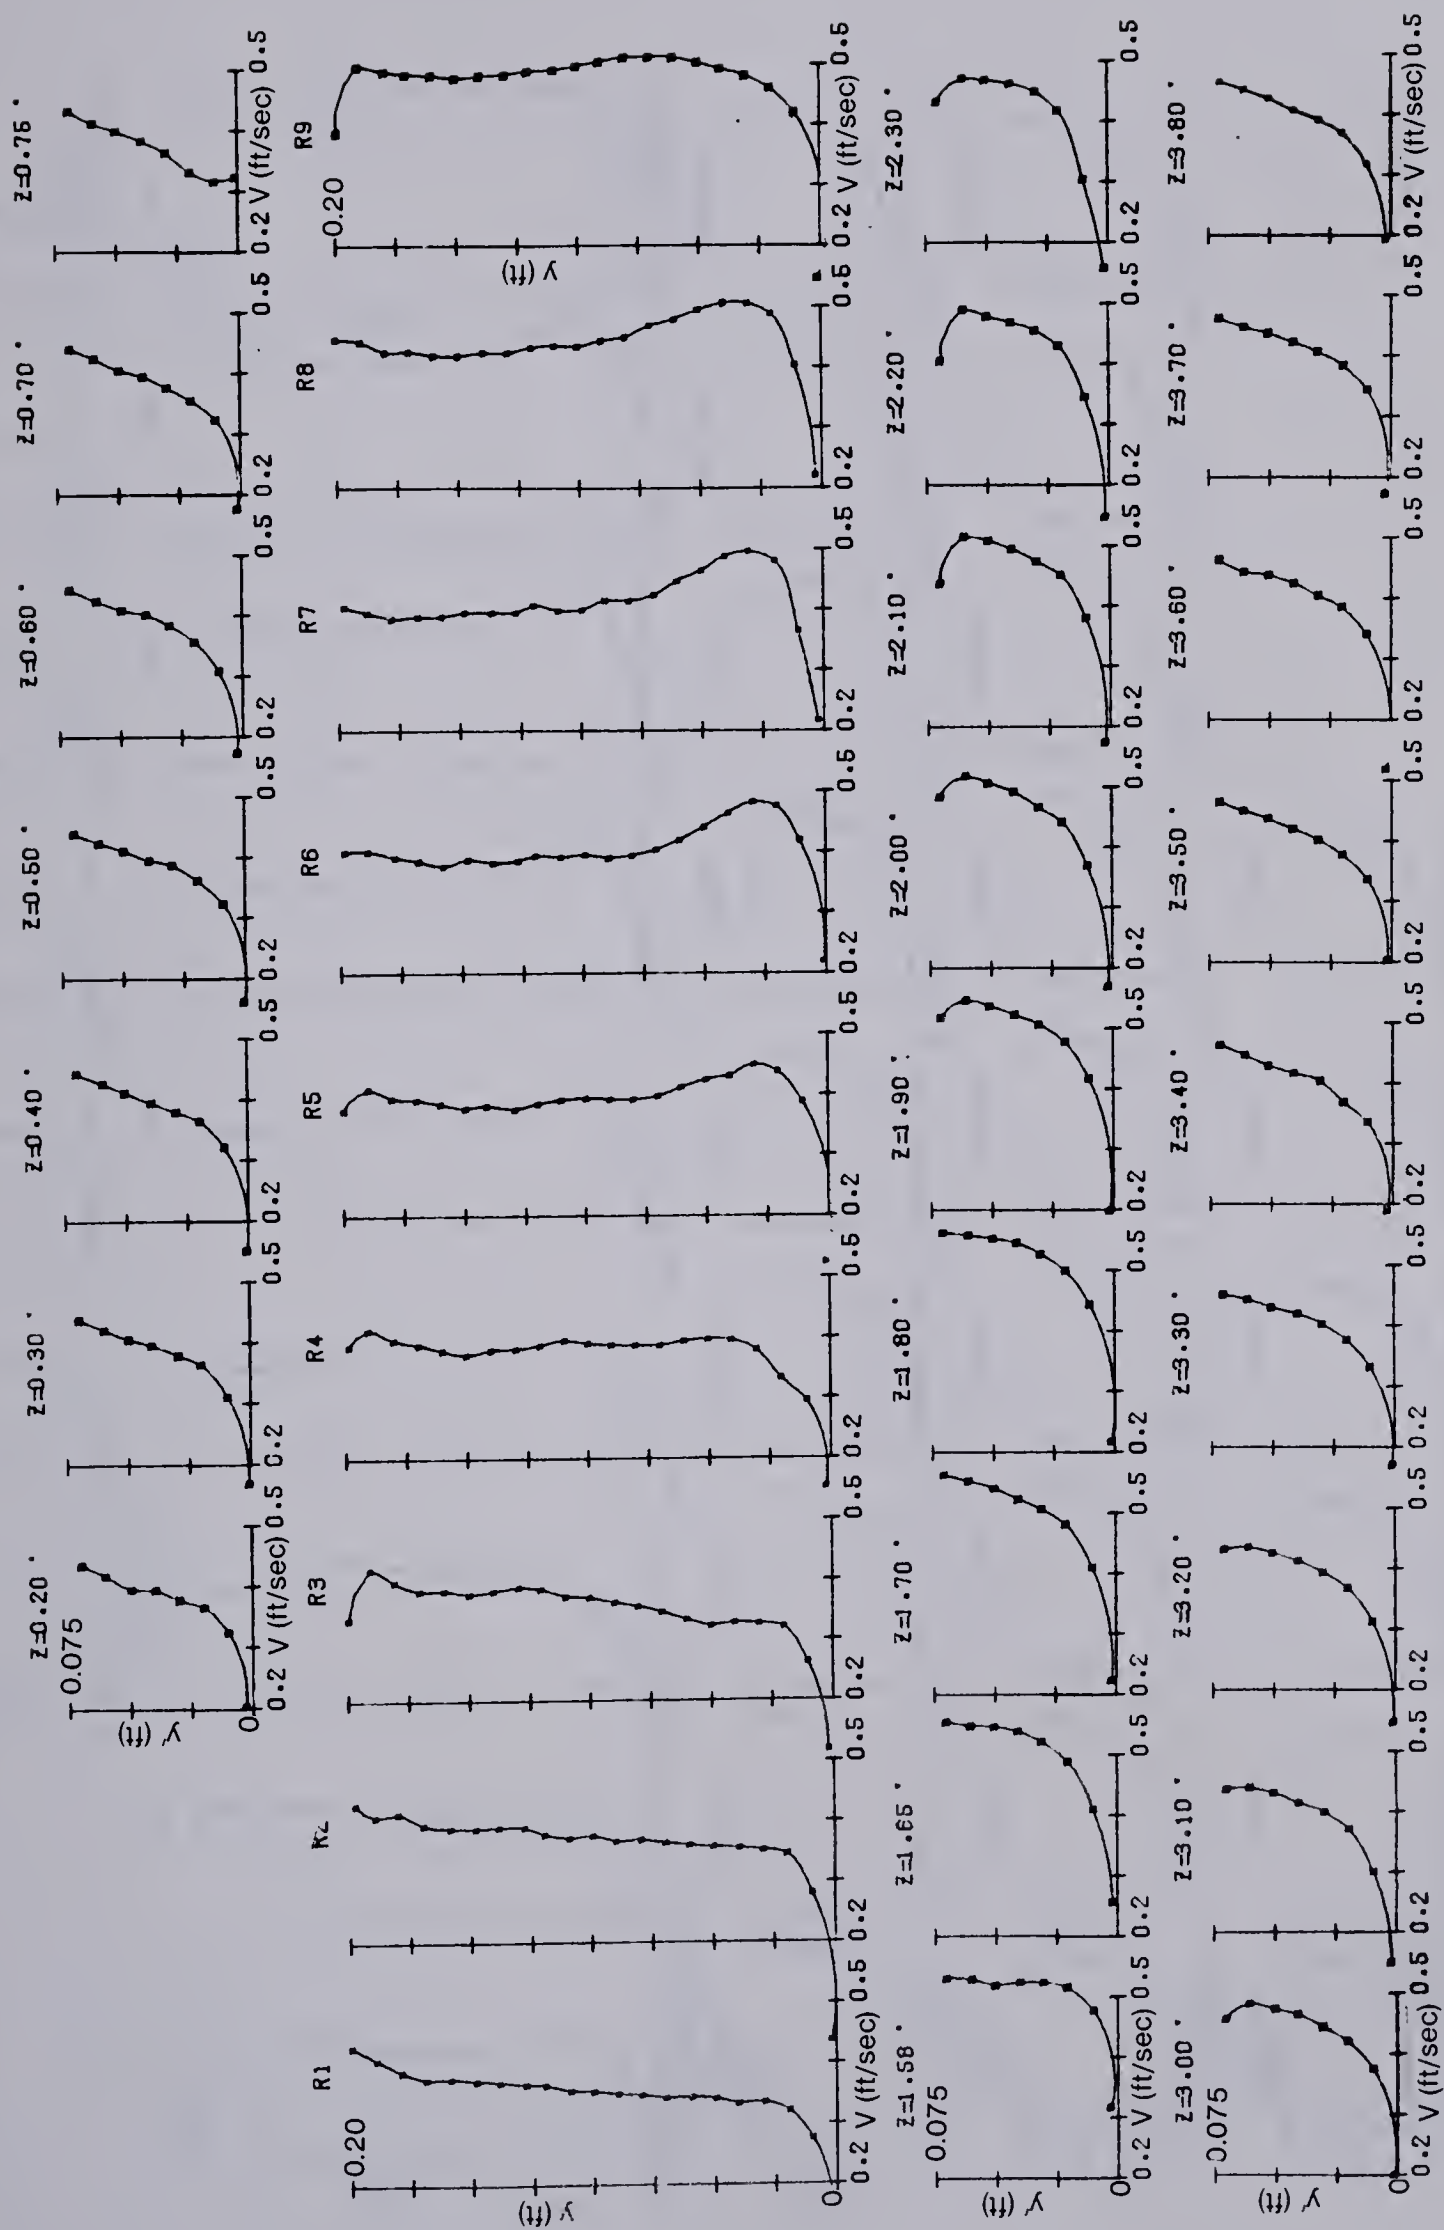 Z=0.20 ' Z=0.30 ' Z=0.40 ' Z=0.50 ' Z=0.60 ' Z=0.70 ' Z=0.75 '
0.075
y' (ft)
0
0.2 V (ft/sec) 0.5 0.2 0.5 0.2 0.5 0.2 0.5 0.2 0.5 0.2 0.5 0.2 V (ft/sec) 0.5
R1 R2 R3 R4 R5 R6 R7 R8 R9
0.20 0.20
y (ft) y (ft)
0
0.2 V (ft/sec) 0.5 0.2 0.5 0.2 0.5 0.2 0.5 0.2 0.5 0.2 0.5 0.2 0.5 0.2 0.5 0.2 V (ft/sec) 0.5
Z=1.58 ' Z=1.65 ' Z=1.70 ' Z=1.80 ' Z=1.90 ' Z=2.00 ' Z=2.10 ' Z=2.20 ' Z=2.30 '
0.075
y' (ft)
0.2 V (ft/sec) 0.5 0.2 0.5 0.2 0.5 0.2 0.5 0.2 0.5 0.2 0.5 0.2 0.5 0.2 0.5 0.2 0.5
Z=3.00 ' Z=3.10 ' Z=3.20 ' Z=3.30 ' Z=3.40 ' Z=3.50 ' Z=3.60 ' Z=3.70 ' Z=3.80 '
0.075
y' (ft)
0
0.2 V (ft/sec) 0.5 0.2 0.5 0.2 0.5 0.2 0.5 0.2 0.5 0.2 0.5 0.2 0.5 0.2 0.5 0.2 V (ft/sec) 0.5